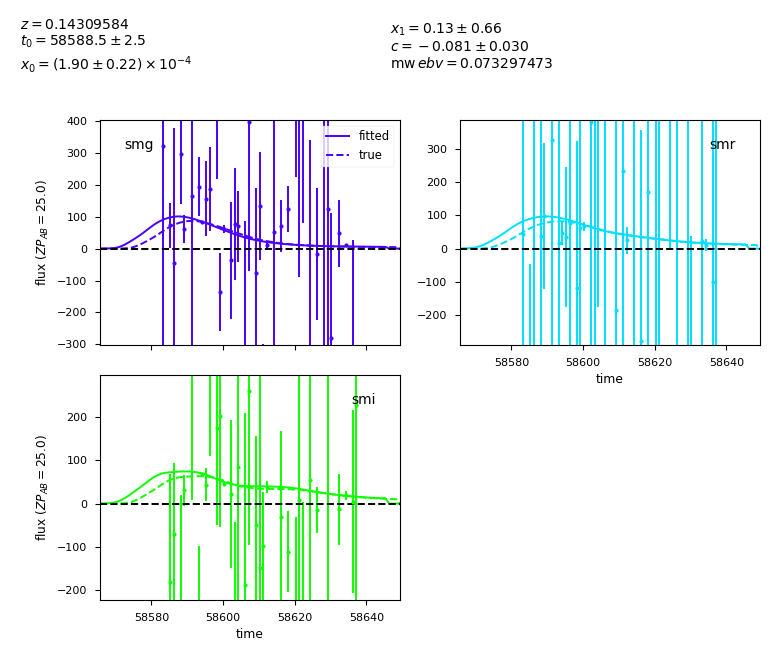 z = 0.14309584
t₀ = 58588.5 ± 2.5
x₀ = (1.90 ± 0.22) × 10⁻⁴
x₁ = 0.13 ± 0.66
c = −0.081 ± 0.030
mw ebv = 0.073297473
400
300
200
100
0
−100
−200
−300
flux (ZP_AB = 25.0)
smg
fitted
true
300
200
100
0
−100
−200
smr
58580 58600 58620 58640
time
200
100
0
−100
−200
flux (ZP_AB = 25.0)
smi
58580 58600 58620 58640
time